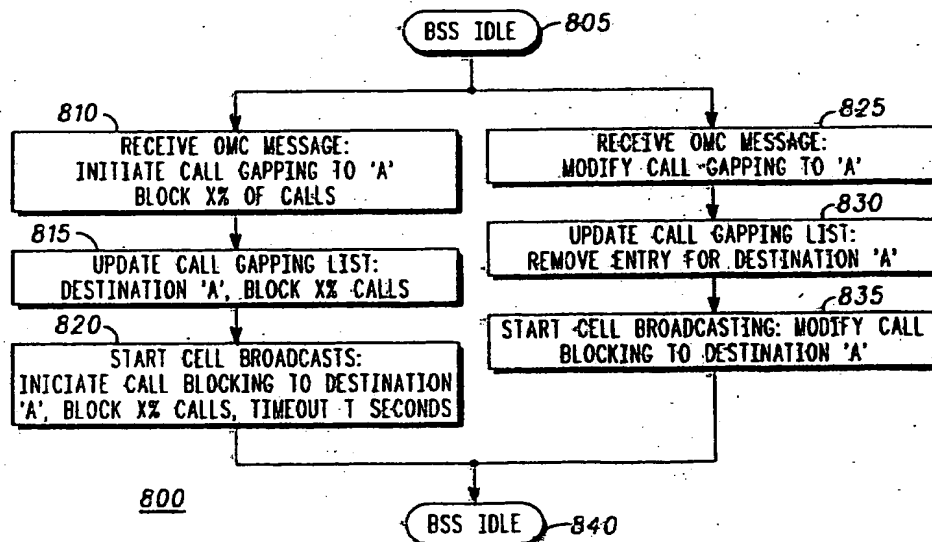 BSS IDLE 805
810
RECEIVE OMC MESSAGE:
INITIATE CALL GAPPING TO 'A'
BLOCK X% OF CALLS
815
UPDATE CALL GAPPING LIST:
DESTINATION 'A', BLOCK X% CALLS
820
START CELL BROADCASTS:
INICIATE CALL BLOCKING TO DESTINATION
'A', BLOCK X% CALLS, TIMEOUT T SECONDS
825
RECEIVE OMC MESSAGE:
MODIFY CALL GAPPING TO 'A'
830
UPDATE CALL GAPPING LIST:
REMOVE ENTRY FOR DESTINATION 'A'
835
START CELL BROADCASTING: MODIFY CALL
BLOCKING TO DESTINATION 'A'
800
BSS IDLE 840